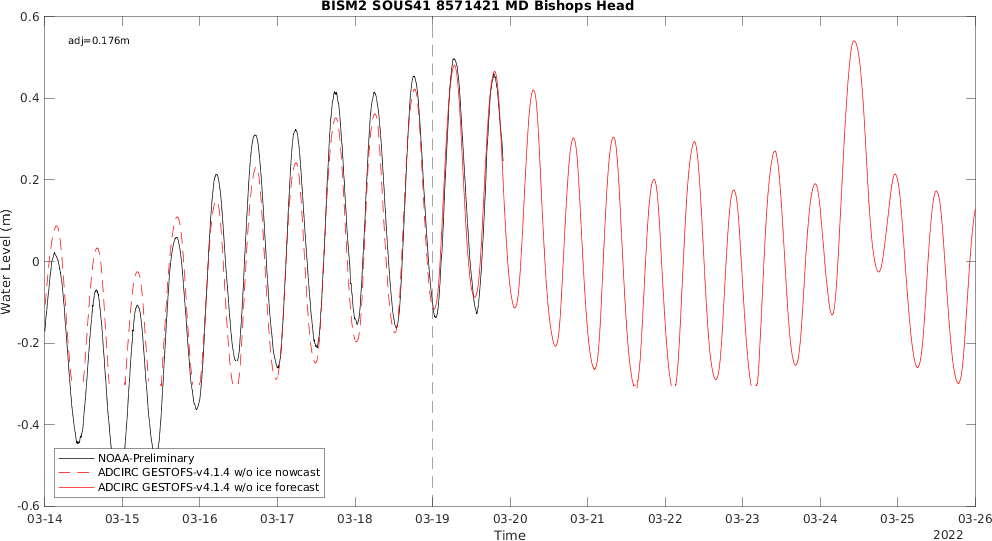 BISM2 SOUS41 8571421 MD Bishops Head
adj=0.176m
0.6
0.4
0.2
0
-0.2
-0.4
-0.6
Water Level (m)
NOAA-Preliminary
ADCIRC GESTOFS-v4.1.4 w/o ice nowcast
ADCIRC GESTOFS-v4.1.4 w/o ice forecast
03-14 03-15 03-16 03-17 03-18 03-19 03-20 03-21 03-22 03-23 03-24 03-25 03-26
Time
2022